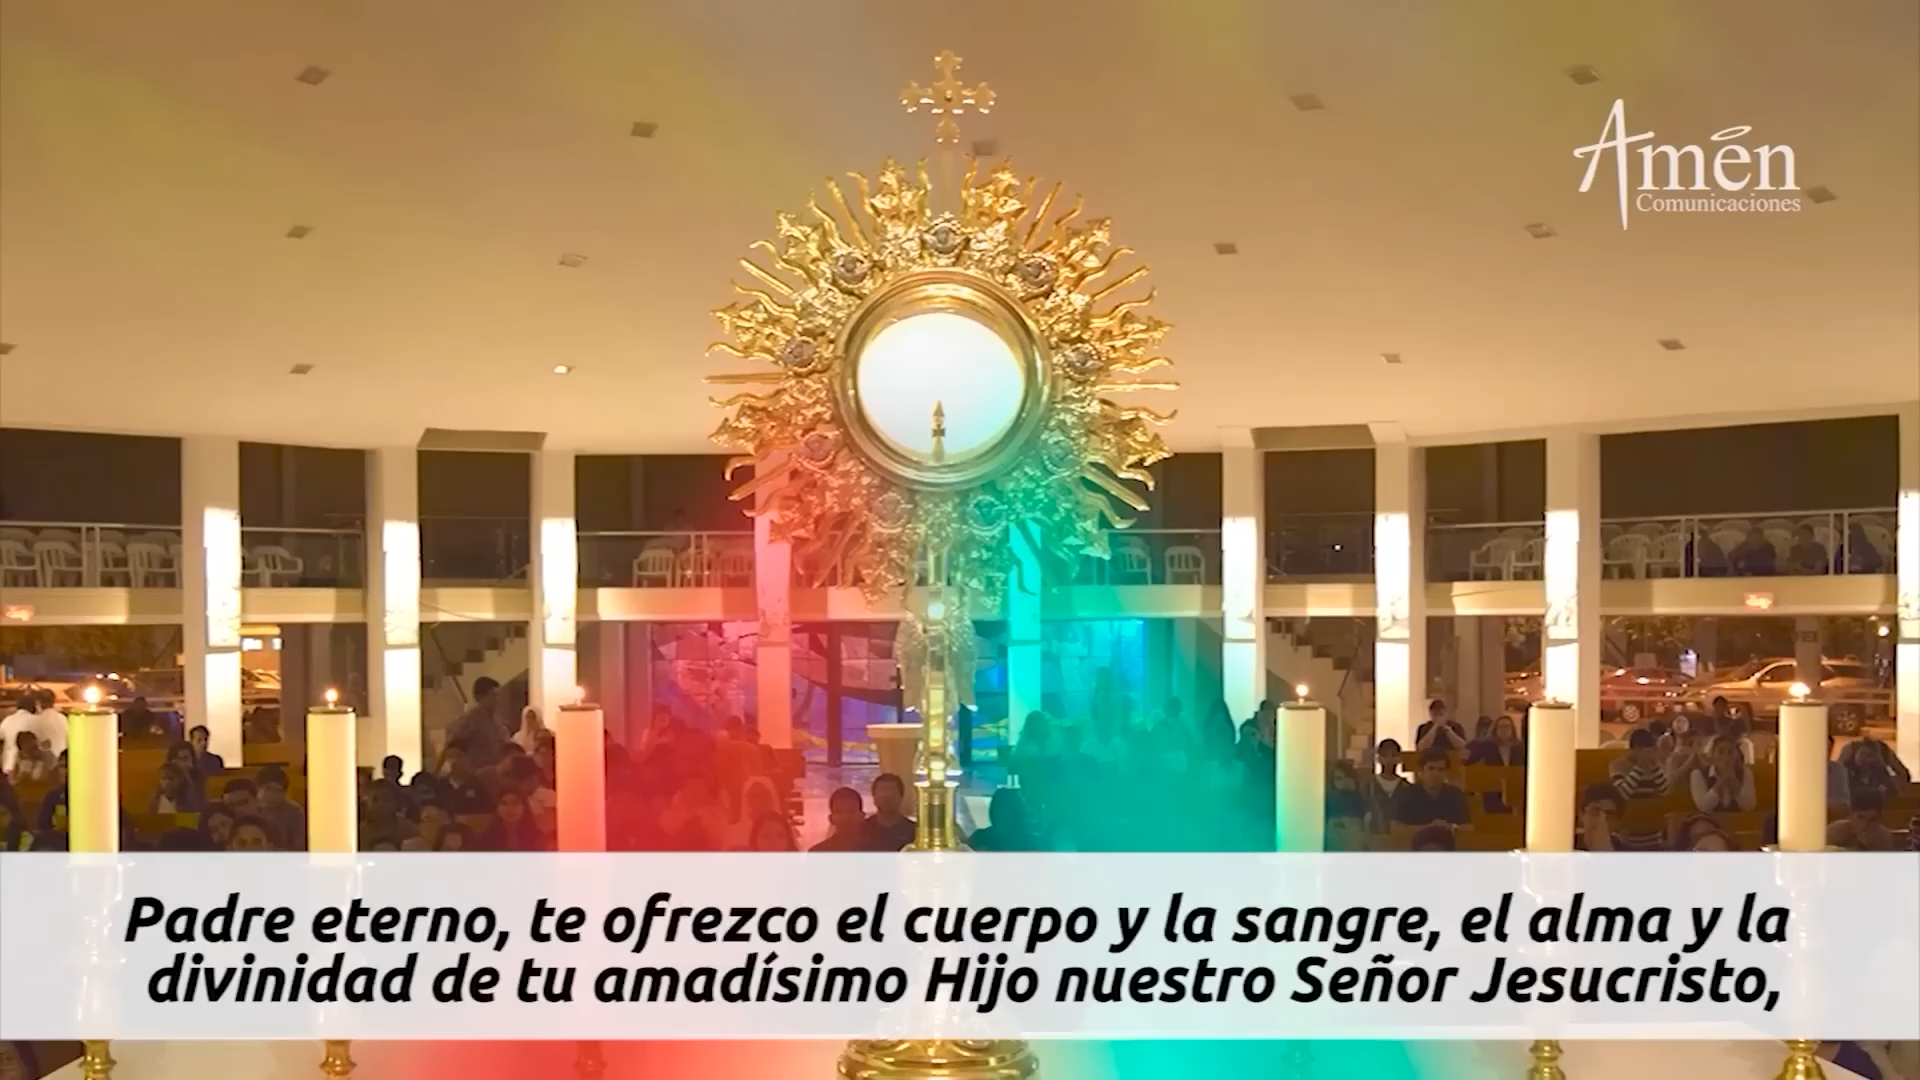 Amén
Comunicaciones
Padre eterno, te ofrezco el cuerpo y la sangre, el alma y la
divinidad de tu amadísimo Hijo nuestro Señor Jesucristo,